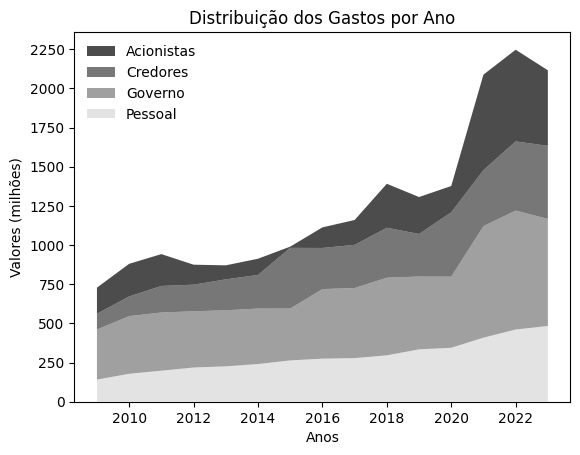 Distribuição dos Gastos por Ano
Acionistas
Credores
Governo
Pessoal
Valores (milhões)
2250
2000
1750
1500
1250
1000
750
500
250
0
2010
2012
2014
2016
2018
2020
2022
Anos